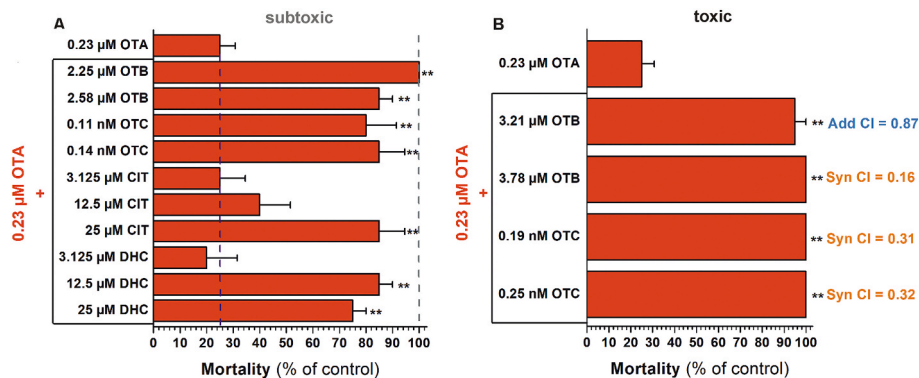 A
subtoxic
0.23 µM OTA
2.25 µM OTB
**
2.58 µM OTB
**
0.11 nM OTC
**
0.14 nM OTC
**
3.125 µM CIT
12.5 µM CIT
25 µM CIT
**
3.125 µM DHC
12.5 µM DHC
**
25 µM DHC
**
0.23 µM OTA
+
0 10 20 30 40 50 60 70 80 90 100
Mortality (% of control)
B
toxic
0.23 µM OTA
3.21 µM OTB
** Add CI = 0.87
3.78 µM OTB
** Syn CI = 0.16
0.19 nM OTC
** Syn CI = 0.31
0.25 nM OTC
** Syn CI = 0.32
0.23 µM OTA
+
0 10 20 30 40 50 60 70 80 90 100
Mortality (% of control)